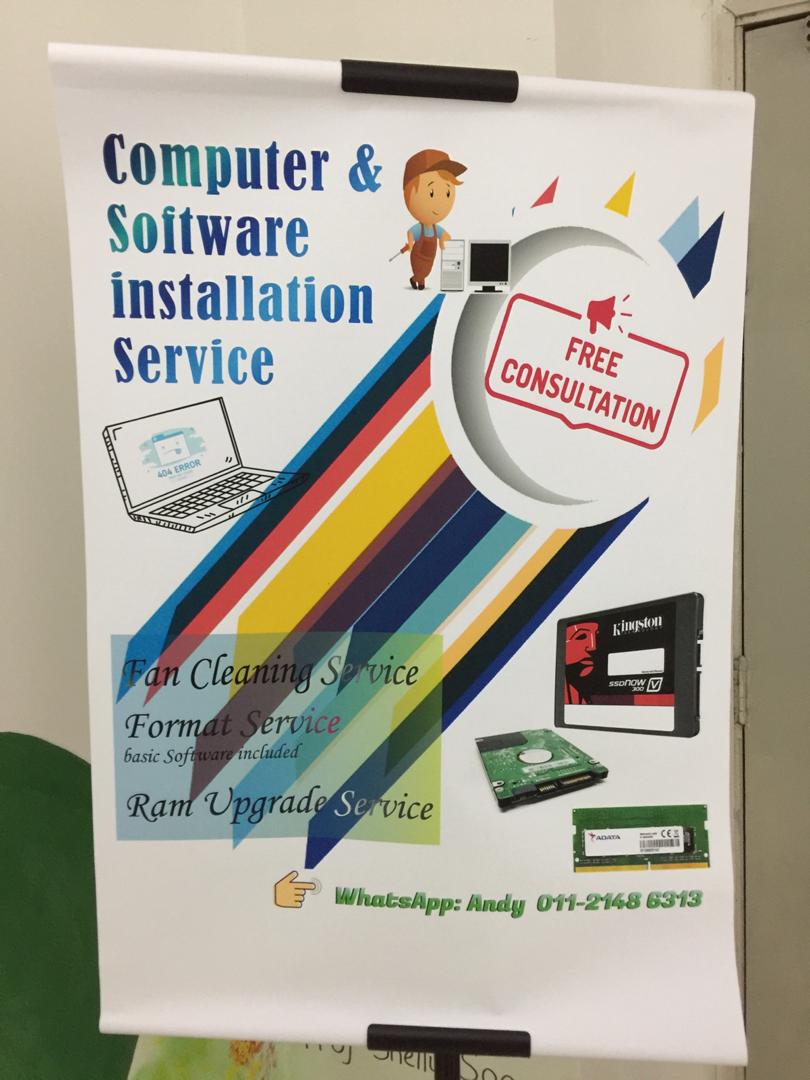 Computer &
Software
installation
Service
FREE
CONSULTATION
404 ERROR
Kingston
SSDNOW
300 V
Fan Cleaning Service
Format Service
basic Software included
Ram Upgrade Service
ADATA
WhatsApp: Andy 011-2148 6313